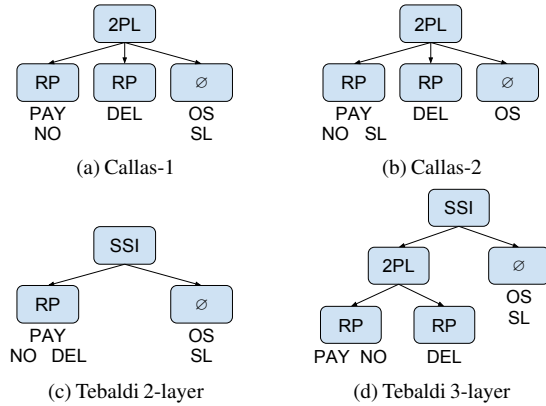 2PL
RP RP ∅
PAY DEL OS
NO SL
(a) Callas-1
2PL
RP RP ∅
PAY DEL OS
NO SL
(b) Callas-2
SSI
RP ∅
PAY OS
NO DEL SL
(c) Tebaldi 2-layer
SSI
2PL ∅
OS
SL
RP RP
PAY NO DEL
(d) Tebaldi 3-layer